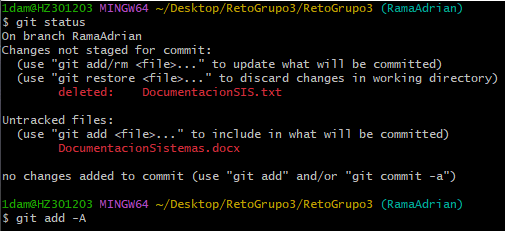 1dam@HZ301203 MINGW64 ~/Desktop/RetoGrupo3/RetoGrupo3 (RamaAdrian)
$ git status
On branch RamaAdrian
Changes not staged for commit:
  (use "git add/rm <file>..." to update what will be committed)
  (use "git restore <file>..." to discard changes in working directory)
        deleted:    DocumentacionSIS.txt

Untracked files:
  (use "git add <file>..." to include in what will be committed)
        DocumentacionSistemas.docx

no changes added to commit (use "git add" and/or "git commit -a")

1dam@HZ301203 MINGW64 ~/Desktop/RetoGrupo3/RetoGrupo3 (RamaAdrian)
$ git add -A